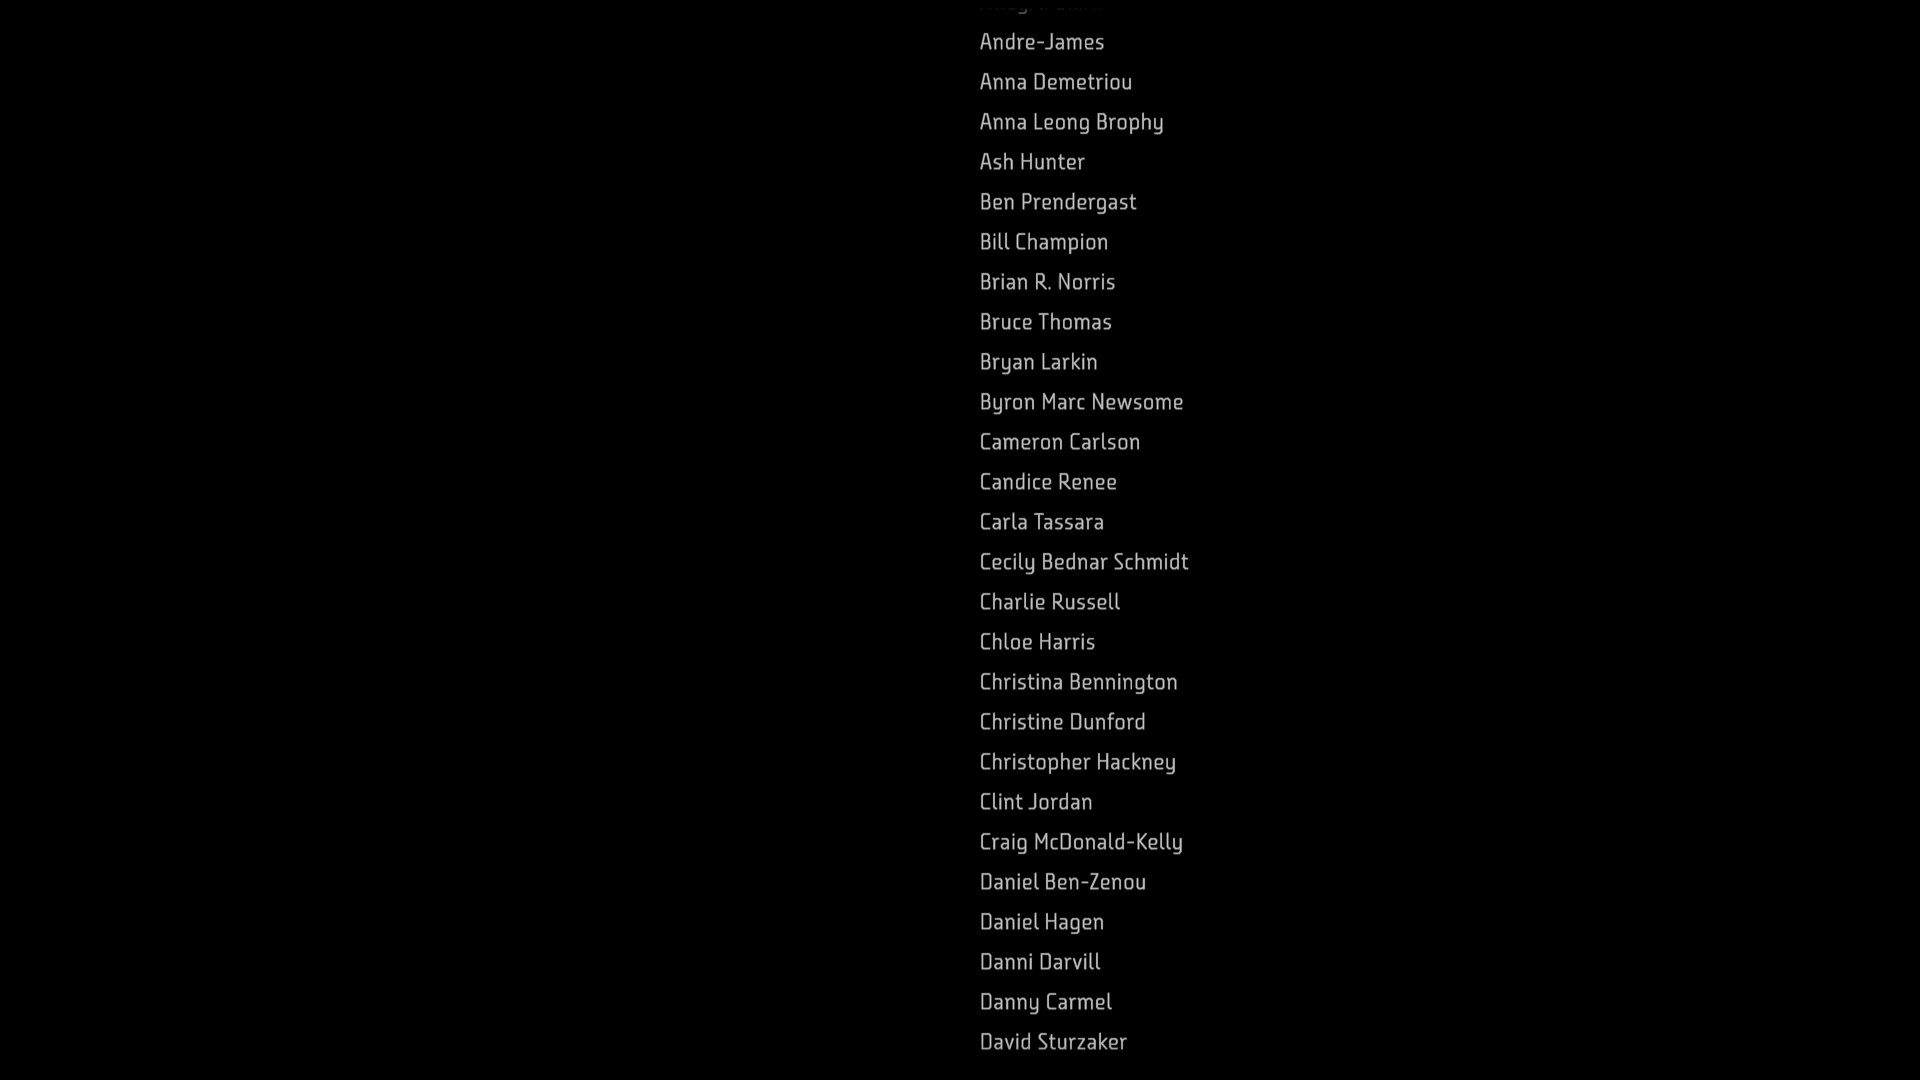 Andre-James
Anna Demetriou
Anna Leong Brophy
Ash Hunter
Ben Prendergast
Bill Champion
Brian R. Norris
Bruce Thomas
Bryan Larkin
Byron Marc Newsome
Cameron Carlson
Candice Renee
Carla Tassara
Cecily Bednar Schmidt
Charlie Russell
Chloe Harris
Christina Bennington
Christine Dunford
Christopher Hackney
Clint Jordan
Craig McDonald-Kelly
Daniel Ben-Zenou
Daniel Hagen
Danni Darvill
Danny Carmel
David Sturzaker